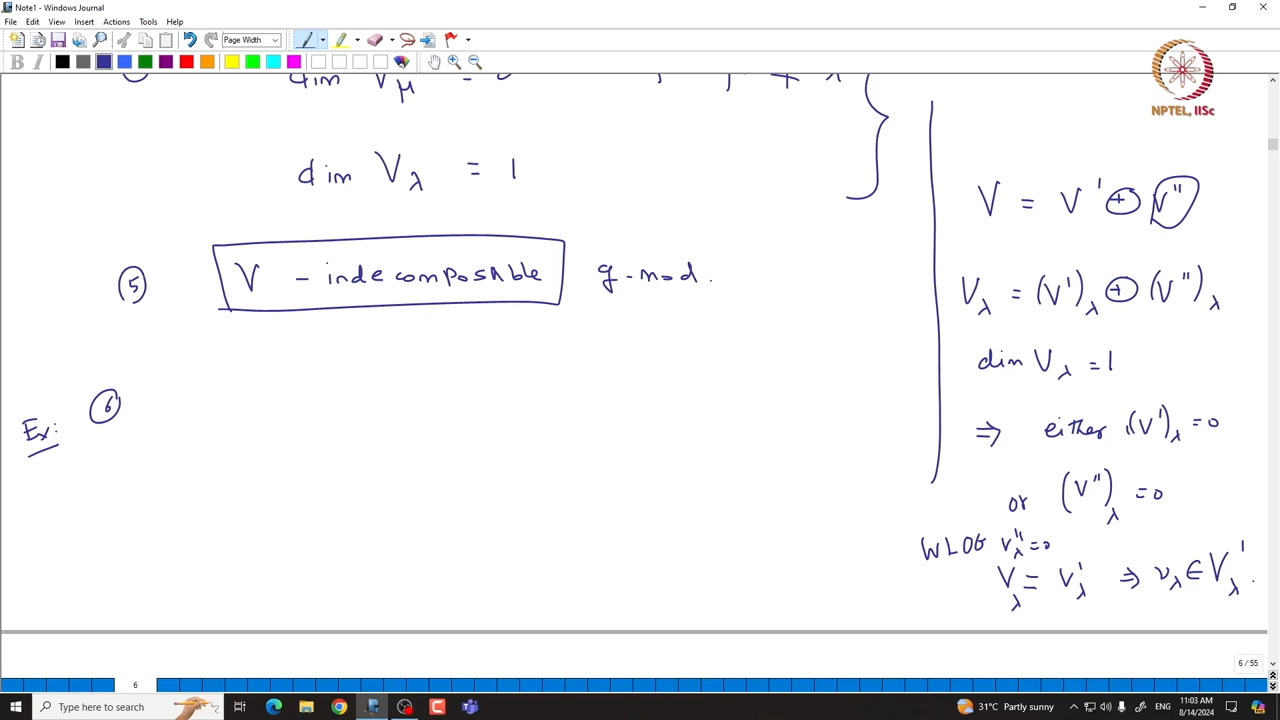 Note1 - Windows Journal
File Edit View Insert Actions Tools Help
Page Width
B I
NPTEL, IISc
dim V_μ =
dim V_λ = 1
⑤ V - indecomposable g-mod.
Ex: ⑥
V = V' ⊕ V''
V_λ = (V')_λ ⊕ (V'')_λ
dim V_λ = 1
⇒ either (V')_λ = 0
or (V'')_λ = 0
WLOG V''_λ = 0
V_λ = V'_λ ⇒ v_λ ∈ V'_λ.
6 / 55
6
Type here to search
31°C Partly sunny
ENG
11:03 AM
8/14/2024